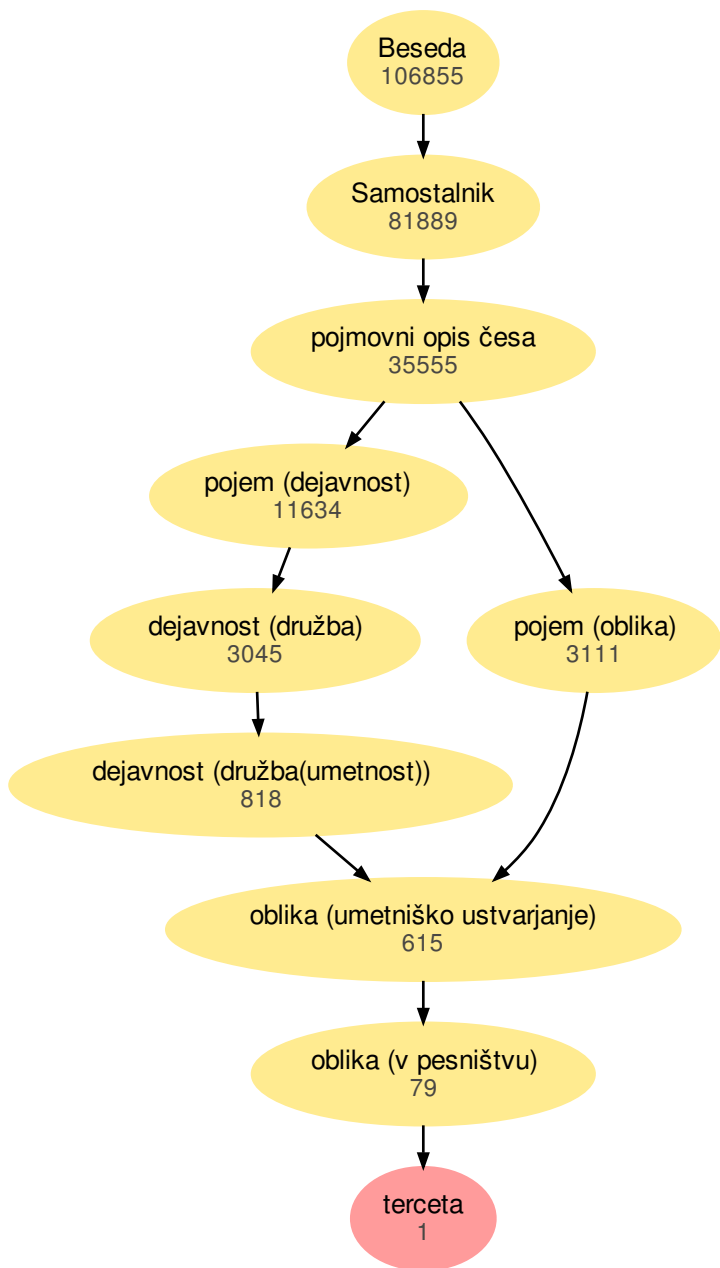 Beseda
106855
Samostalnik
81889
pojmovni opis česa
35555
pojem (dejavnost)
11634
dejavnost (družba)
3045
pojem (oblika)
3111
dejavnost (družba(umetnost))
818
oblika (umetniško ustvarjanje)
615
oblika (v pesništvu)
79
terceta
1